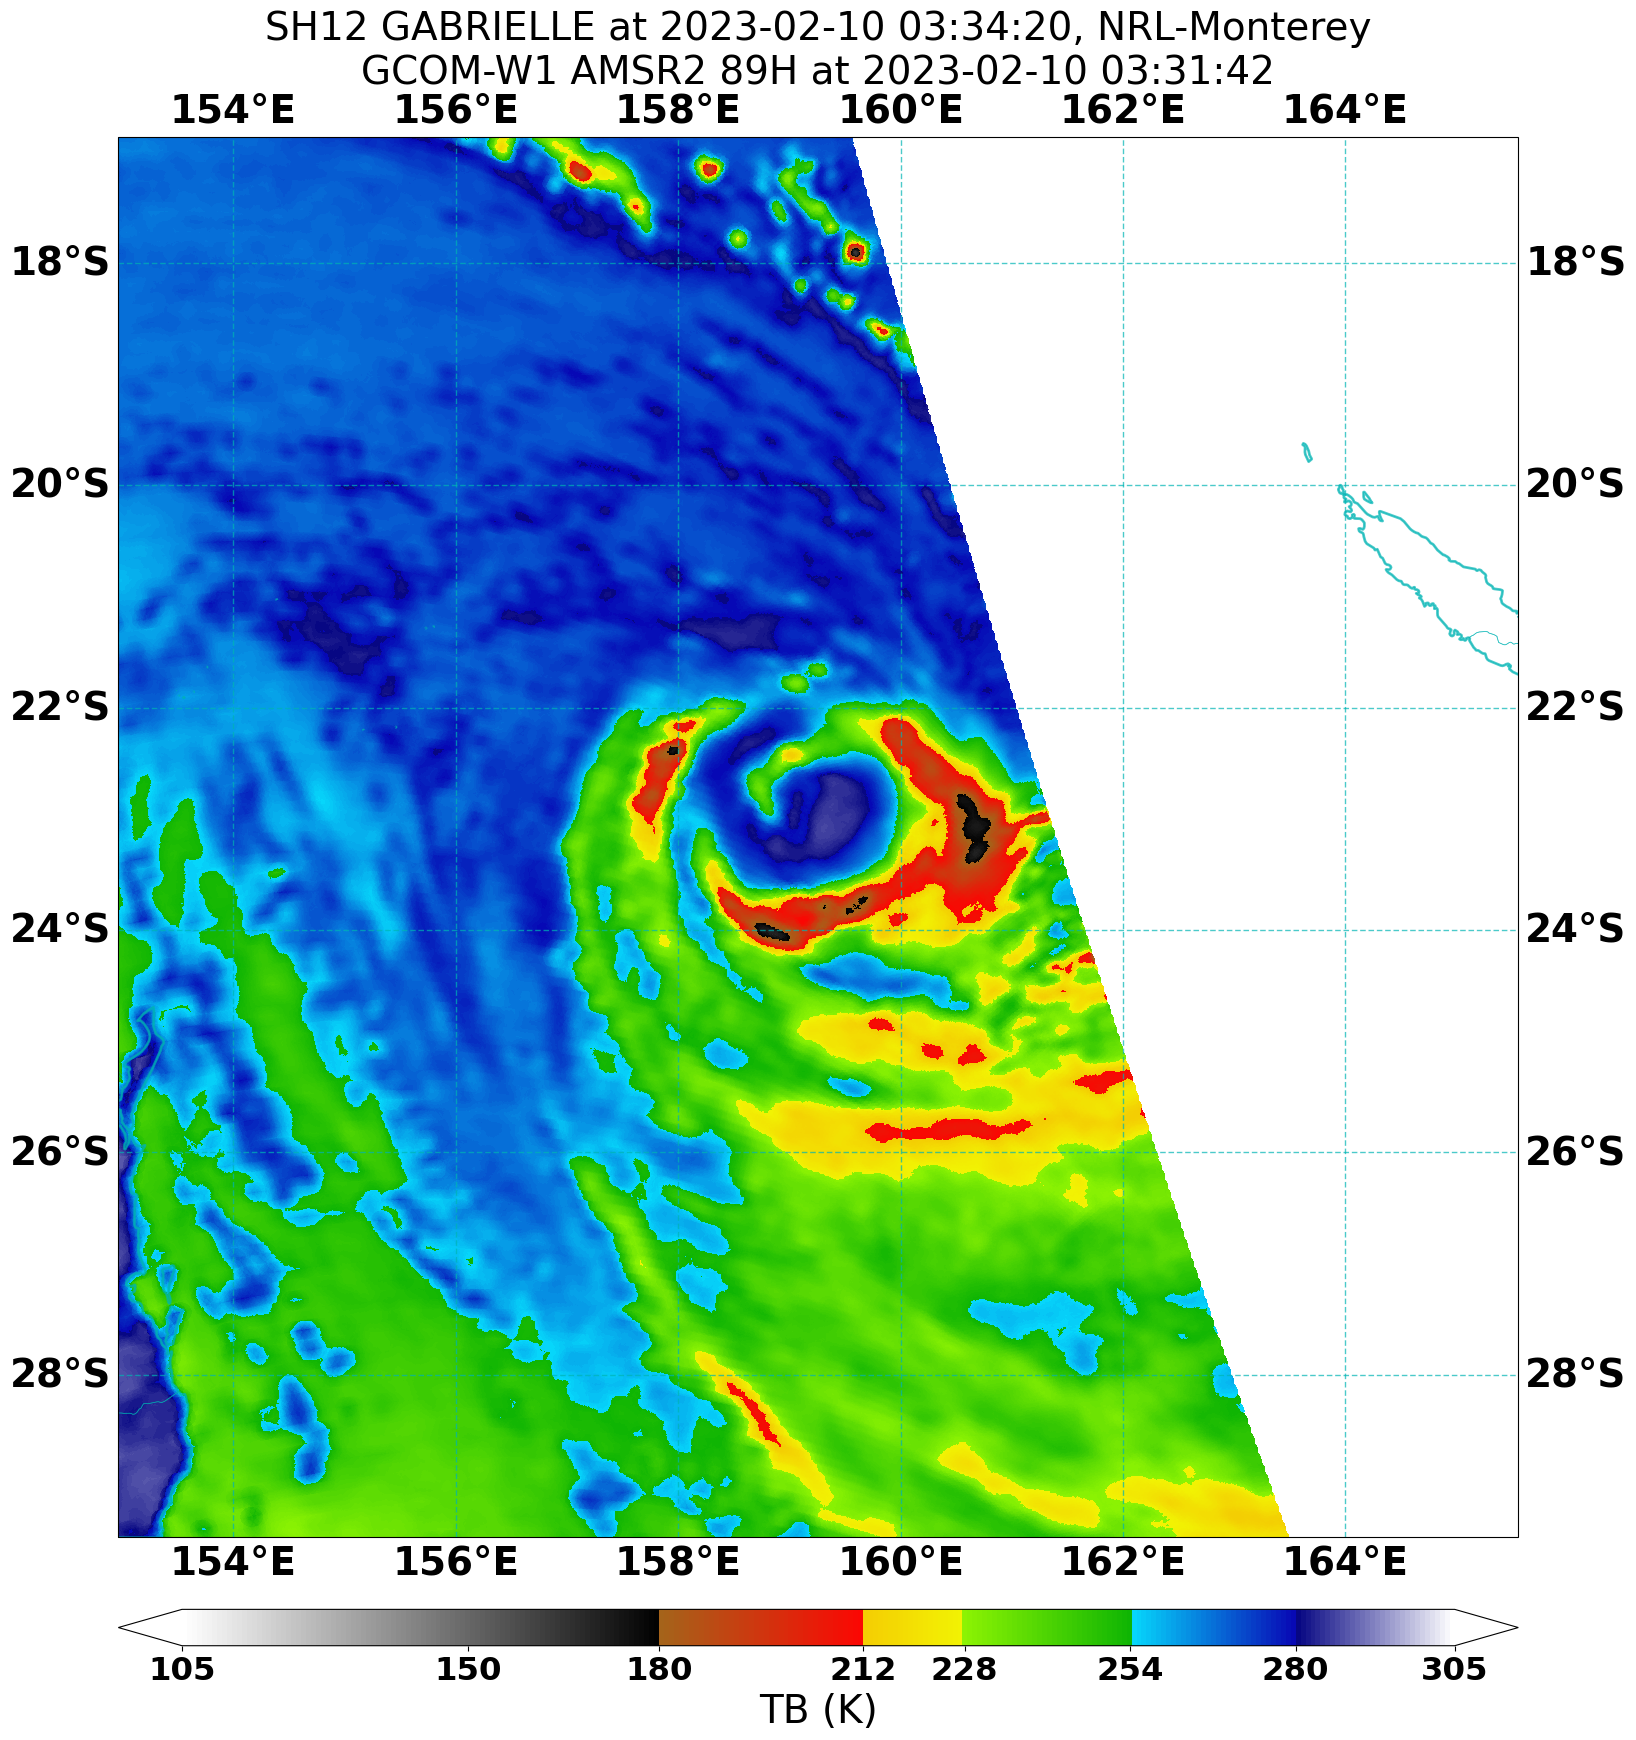 SH12 GABRIELLE at 2023-02-10 03:34:20, NRL-Monterey
GCOM-W1 AMSR2 89H at 2023-02-10 03:31:42
154°E 156°E 158°E 160°E 162°E 164°E
18°S 18°S
20°S 20°S
22°S 22°S
24°S 24°S
26°S 26°S
28°S 28°S
154°E 156°E 158°E 160°E 162°E 164°E
105 150 180 212 228 254 280 305
TB (K)